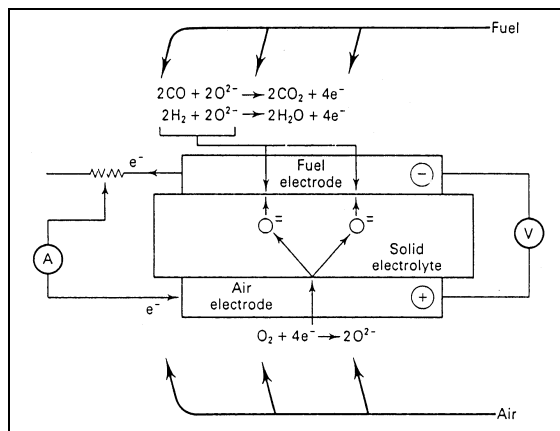 Fuel
2CO + 2O²⁻ → 2CO₂ + 4e⁻
2H₂ + 2O²⁻ → 2H₂O + 4e⁻
e⁻
Fuel
electrode
−
=
=
Solid
electrolyte
A
V
Air
electrode
+
e⁻
O₂ + 4e⁻ → 2O²⁻
Air